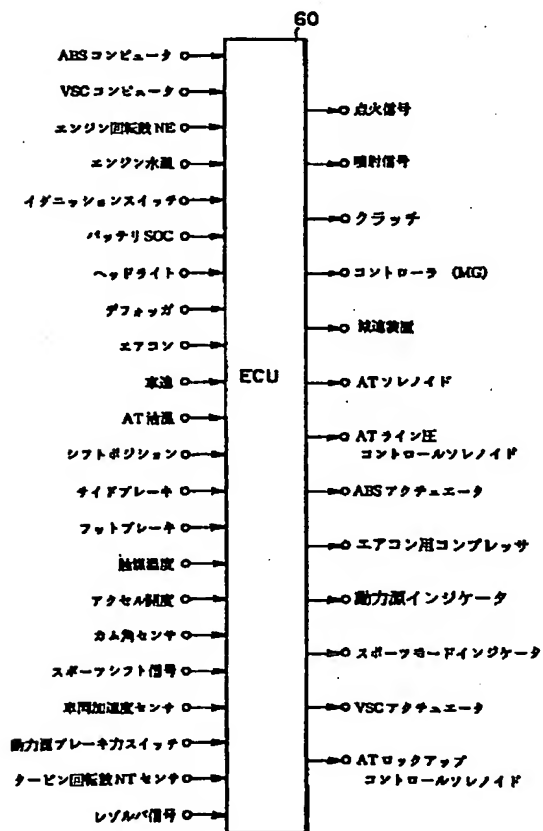 60
ABSコンピュータ
VSCコンピュータ
エンジン回転数NE
エンジン水温
イグニッションスイッチ
バッテリSOC
ヘッドライト
デフォッガ
エアコン
車速
AT油温
シフトポジション
サイドブレーキ
フットブレーキ
触媒温度
アクセル開度
カム角センサ
スポーツシフト信号
車両加速度センサ
動力源ブレーキ力スイッチ
タービン回転数NTセンサ
レゾルバ信号
ECU
点火信号
噴射信号
クラッチ
コントローラ (MG)
減速装置
ATソレノイド
ATライン圧
コントロールソレノイド
ABSアクチュエータ
エアコン用コンプレッサ
動力源インジケータ
スポーツモードインジケータ
VSCアクチュエータ
ATロックアップ
コントロールソレノイド